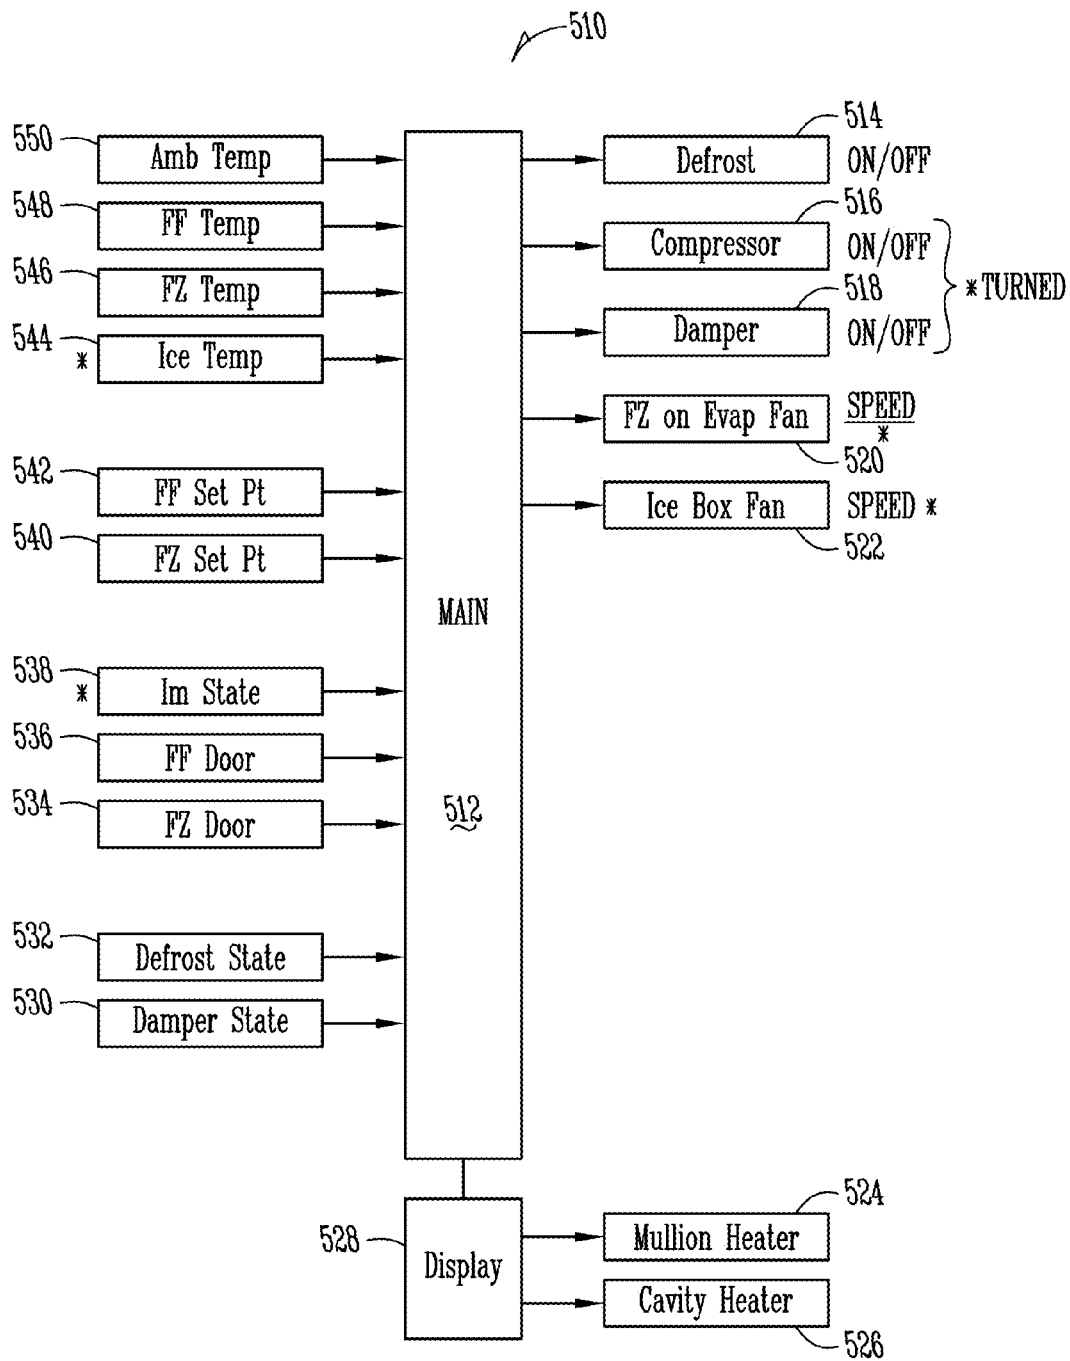 510
550
Amb Temp
548
FF Temp
546
FZ Temp
544
* Ice Temp
542
FF Set Pt
540
FZ Set Pt
538
* Im State
536
FF Door
534
FZ Door
532
Defrost State
530
Damper State
MAIN
512
514
Defrost ON/OFF
516
Compressor ON/OFF
518
Damper ON/OFF
* TURNED
FZ on Evap Fan SPEED
*
520
Ice Box Fan SPEED *
522
528
Display
524
Mullion Heater
Cavity Heater
526